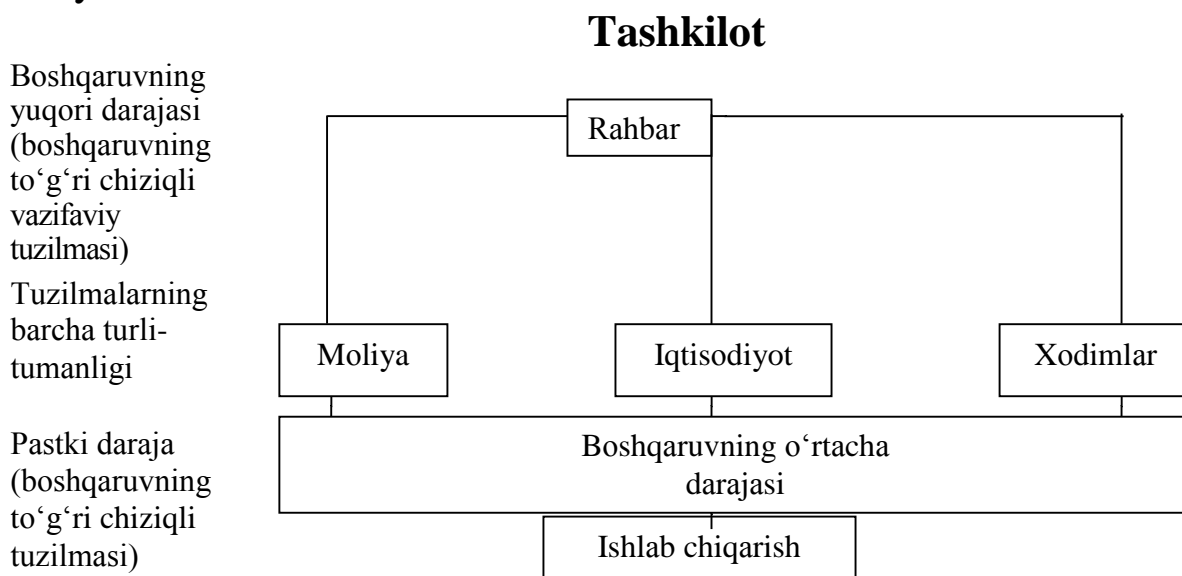 Tashkilot
Boshqaruvning
yuqori darajasi
(boshqaruvning
to‘g‘ri chiziqli
vazifaviy
tuzilmasi)
Rahbar
Tuzilmalarning
barcha turli-
tumanligi
Moliya
Iqtisodiyot
Xodimlar
Pastki daraja
(boshqaruvning
to‘g‘ri chiziqli
tuzilmasi)
Boshqaruvning o‘rtacha
darajasi
Ishlab chiqarish